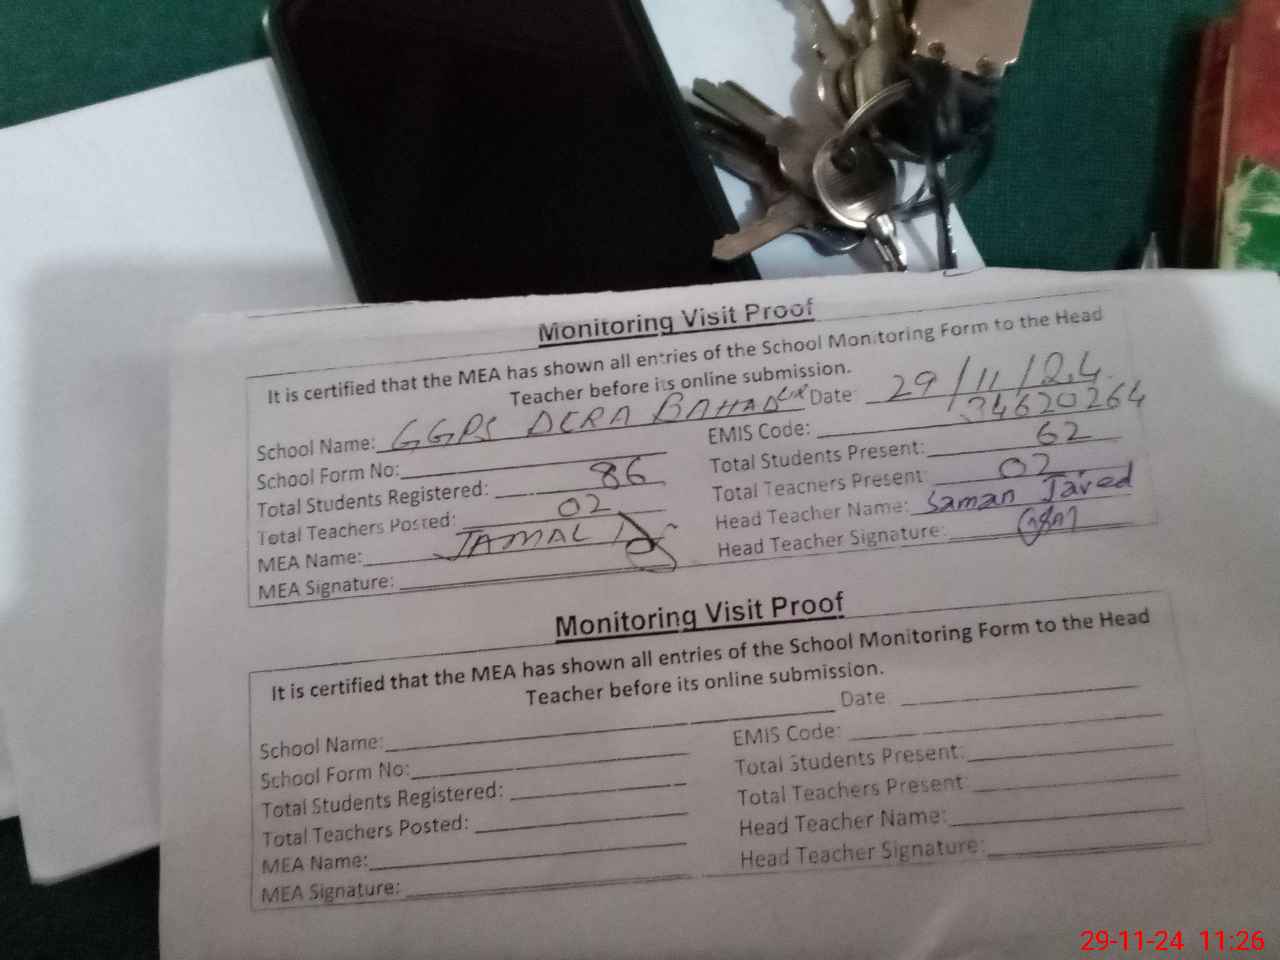 Monitoring Visit Proof
It is certified that the MEA has shown all entries of the School Monitoring Form to the Head
Teacher before its online submission.
School Name: GGPS DERA BAHAD Date: 29/11/24
School Form No: EMIS Code: 34620264
Total Students Registered: 86 Total Students Present: 62
Total Teachers Posted: 02 Total Teachers Present: 02
MEA Name: JAMAL Head Teacher Name: Saman Javed
MEA Signature: Head Teacher Signature:
Monitoring Visit Proof
It is certified that the MEA has shown all entries of the School Monitoring Form to the Head
Teacher before its online submission.
School Name: Date
School Form No: EMIS Code:
Total Students Registered: Total Students Present:
Total Teachers Posted: Total Teachers Present:
MEA Name: Head Teacher Name:
MEA Signature: Head Teacher Signature:
29-11-24 11:26